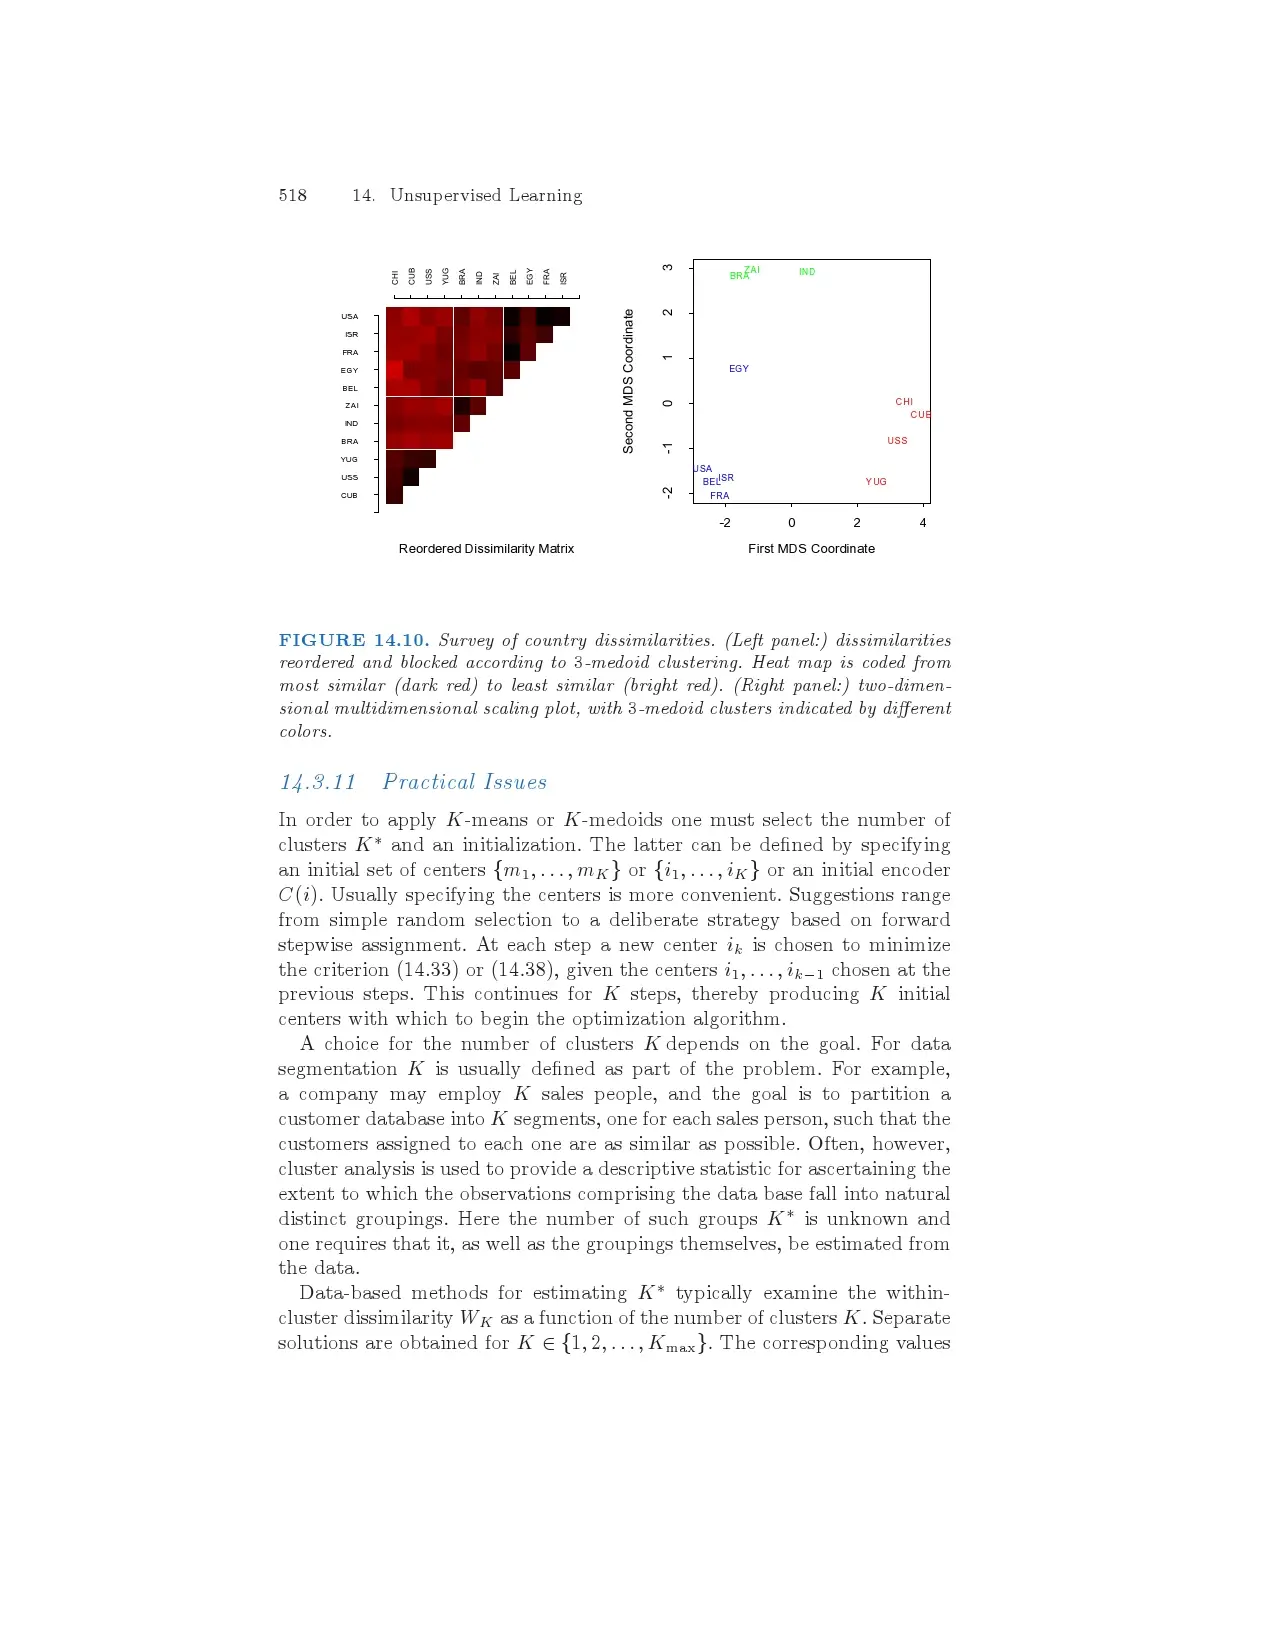 518 14. Unsupervised Learning
CHI CUB USS YUG BRA IND ZAI BEL EGY FRA ISR
USA
ISR
FRA
EGY
BEL
ZAI
IND
BRA
YUG
USS
CUB
Reordered Dissimilarity Matrix
Second MDS Coordinate
3
2
1
0
-1
-2
BRA ZAI IND
EGY
CHI
CUB
USS
USA
BEL ISR
YUG
FRA
-2 0 2 4
First MDS Coordinate
FIGURE 14.10. Survey of country dissimilarities. (Left panel:) dissimilarities
reordered and blocked according to 3-medoid clustering. Heat map is coded from
most similar (dark red) to least similar (bright red). (Right panel:) two-dimen-
sional multidimensional scaling plot, with 3-medoid clusters indicated by different
colors.
14.3.11 Practical Issues
In order to apply K-means or K-medoids one must select the number of
clusters K* and an initialization. The latter can be defined by specifying
an initial set of centers {m₁, . . . , m_K} or {i₁, . . . , i_K} or an initial encoder
C(i). Usually specifying the centers is more convenient. Suggestions range
from simple random selection to a deliberate strategy based on forward
stepwise assignment. At each step a new center i_k is chosen to minimize
the criterion (14.33) or (14.38), given the centers i₁, . . . , i_{k−1} chosen at the
previous steps. This continues for K steps, thereby producing K initial
centers with which to begin the optimization algorithm.
A choice for the number of clusters K depends on the goal. For data
segmentation K is usually defined as part of the problem. For example,
a company may employ K sales people, and the goal is to partition a
customer database into K segments, one for each sales person, such that the
customers assigned to each one are as similar as possible. Often, however,
cluster analysis is used to provide a descriptive statistic for ascertaining the
extent to which the observations comprising the data base fall into natural
distinct groupings. Here the number of such groups K* is unknown and
one requires that it, as well as the groupings themselves, be estimated from
the data.
Data-based methods for estimating K* typically examine the within-
cluster dissimilarity W_K as a function of the number of clusters K. Separate
solutions are obtained for K ∈ {1, 2, . . . , K_max}. The corresponding values